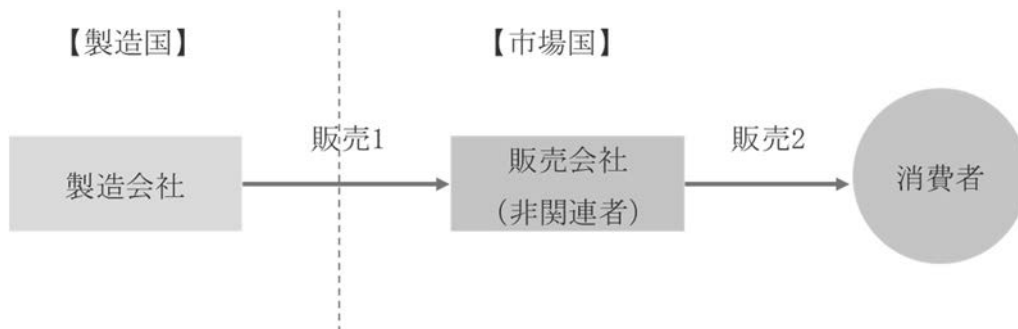 【製造国】
【市場国】
販売1
販売2
製造会社
販売会社
（非関連者）
消費者